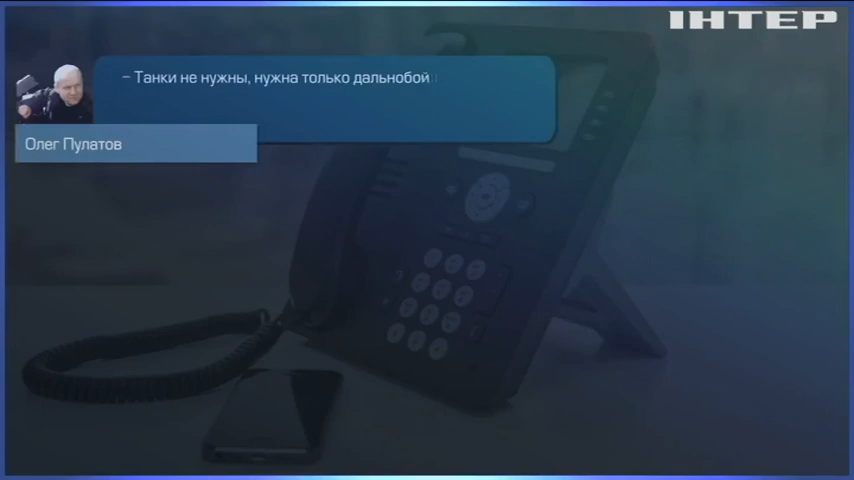 ІНТЕР
– Танки не нужны, нужна только дальнобой
Олег Пулатов